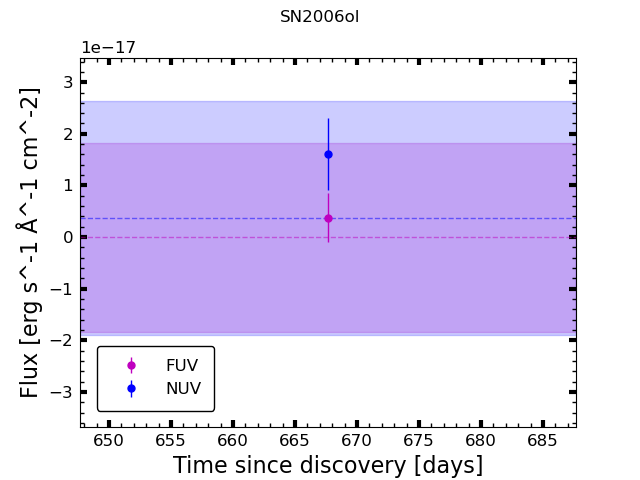 SN2006ol
1e−17
Flux [erg s^-1 Å^-1 cm^-2]
3
2
1
0
−1
−2
−3
FUV
NUV
650 655 660 665 670 675 680 685
Time since discovery [days]